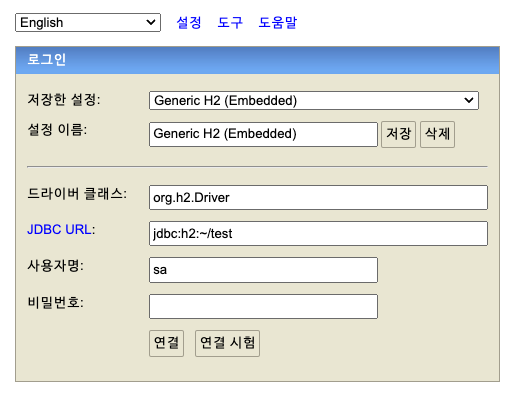 English 설정 도구 도움말
로그인
저장한 설정: Generic H2 (Embedded)
설정 이름: Generic H2 (Embedded) 저장 삭제
드라이버 클래스: org.h2.Driver
JDBC URL: jdbc:h2:~/test
사용자명: sa
비밀번호:
연결 연결 시험